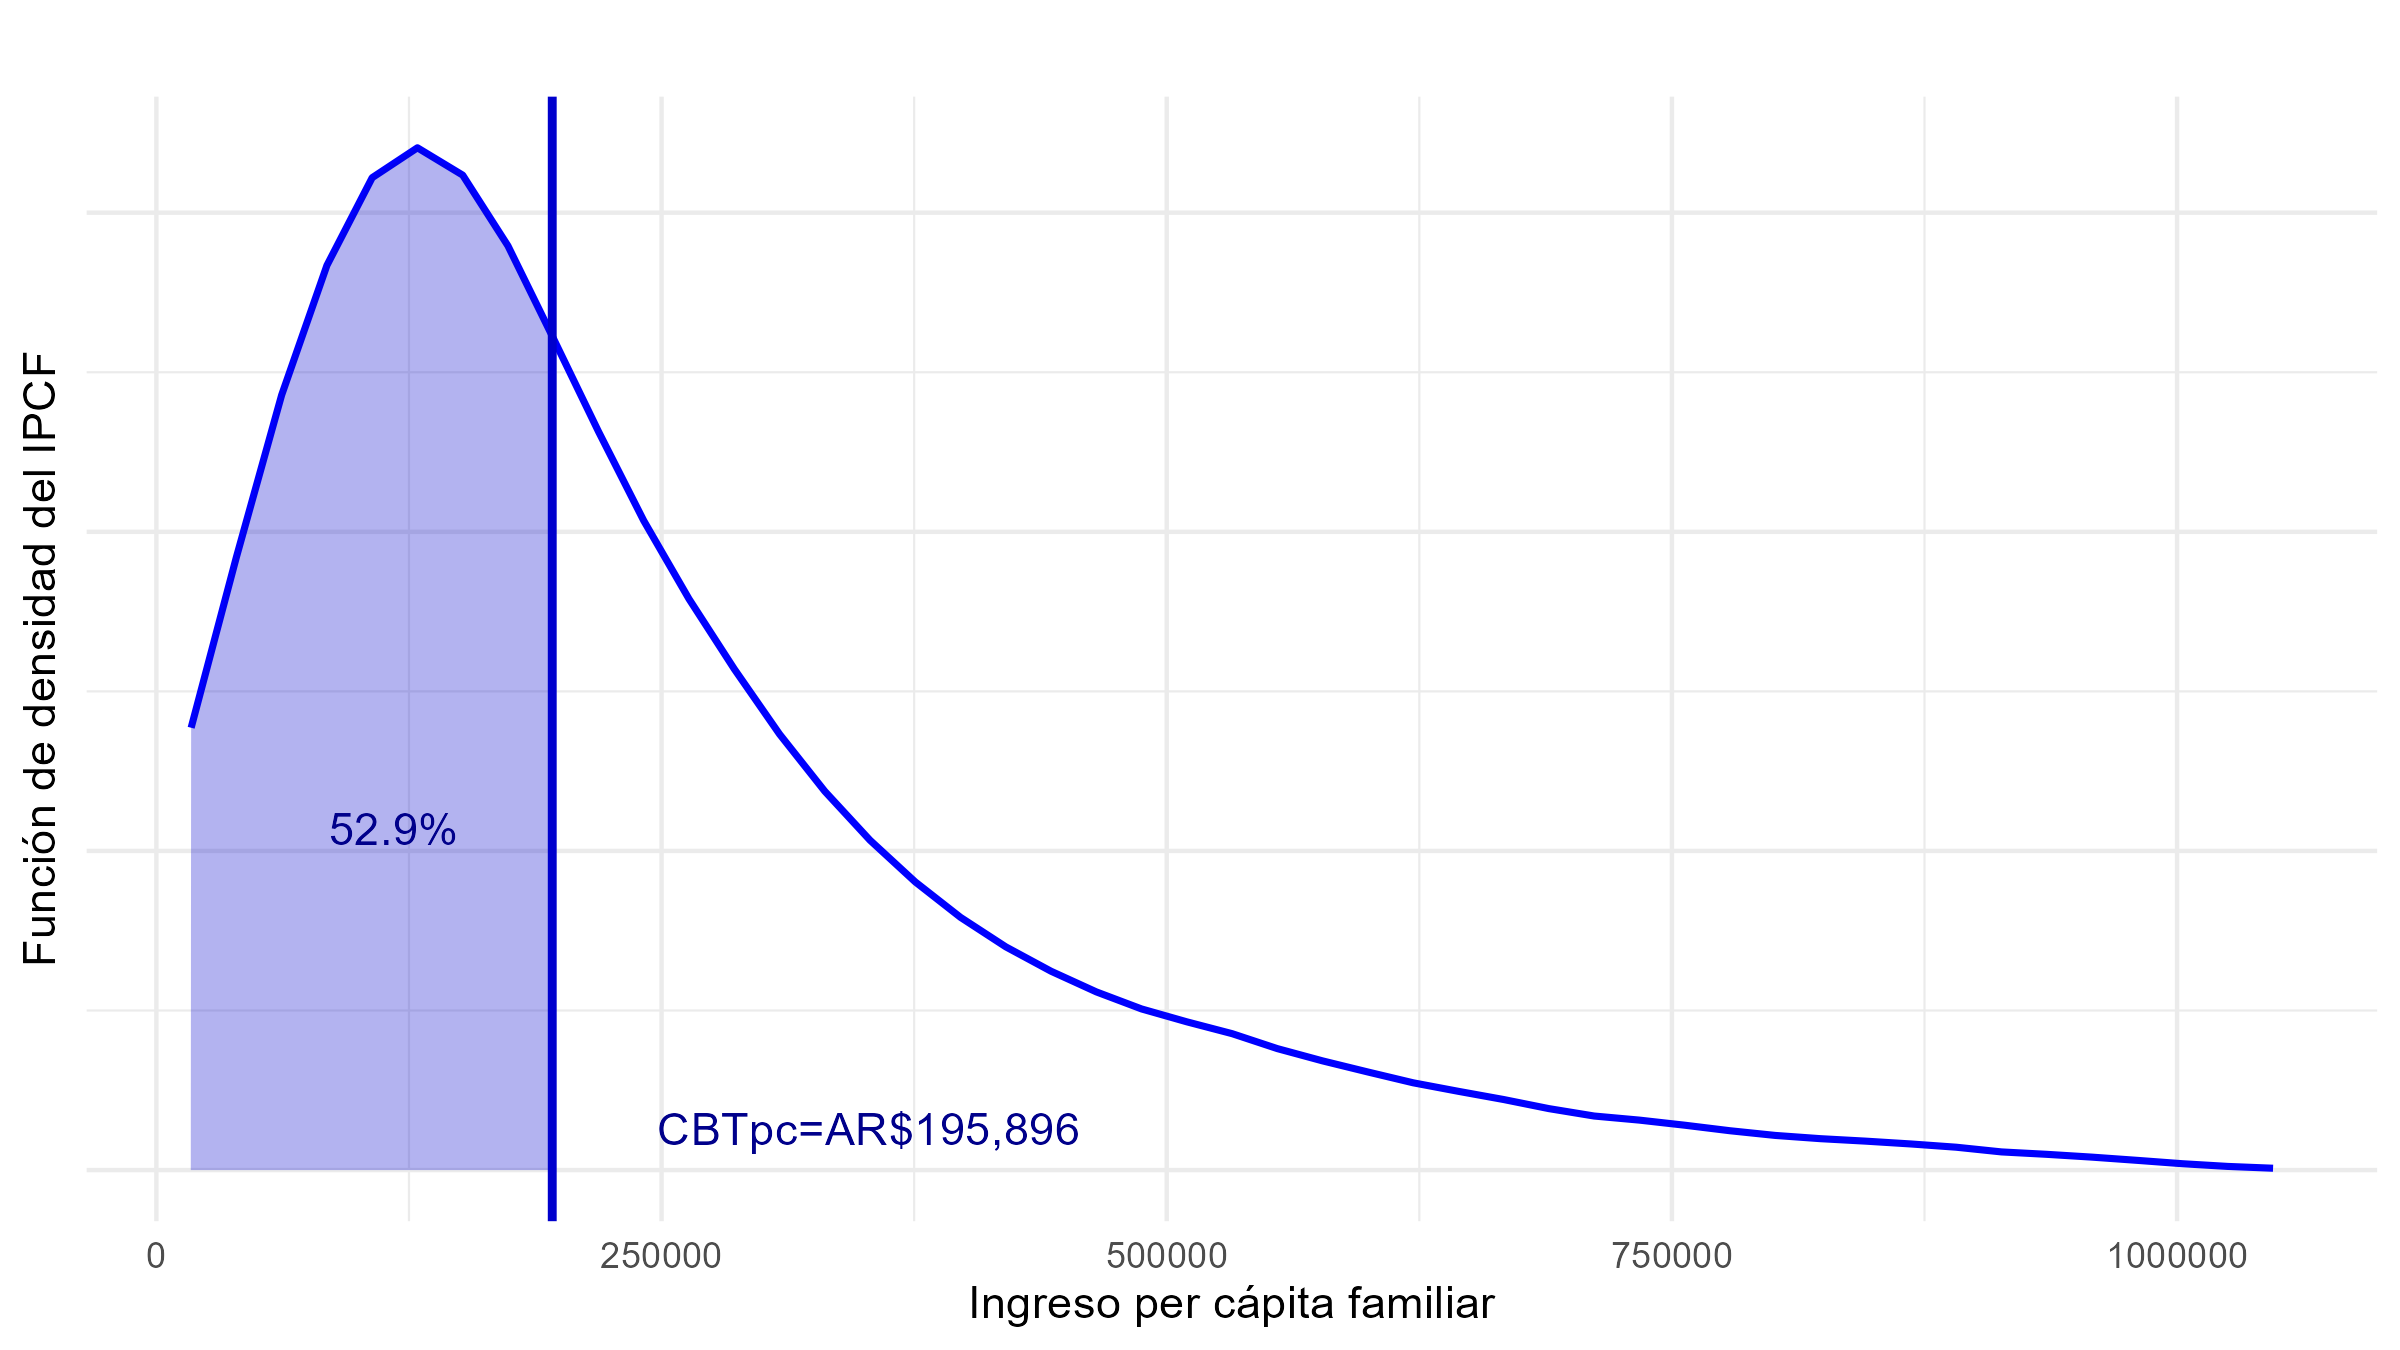 Función de densidad del IPCF
52.9%
CBTpc=AR$195,896
0 250000 500000 750000 1000000
Ingreso per cápita familiar